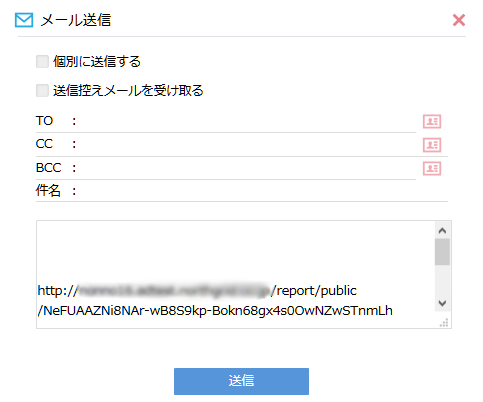 メール送信
個別に送信する
送信控えメールを受け取る
TO :
CC :
BCC :
件名 :
http:// /report/public
/NeFUAAZNi8NAr-wB8S9kp-Bokn68gx4s0OwNZwSTnmLh
送信